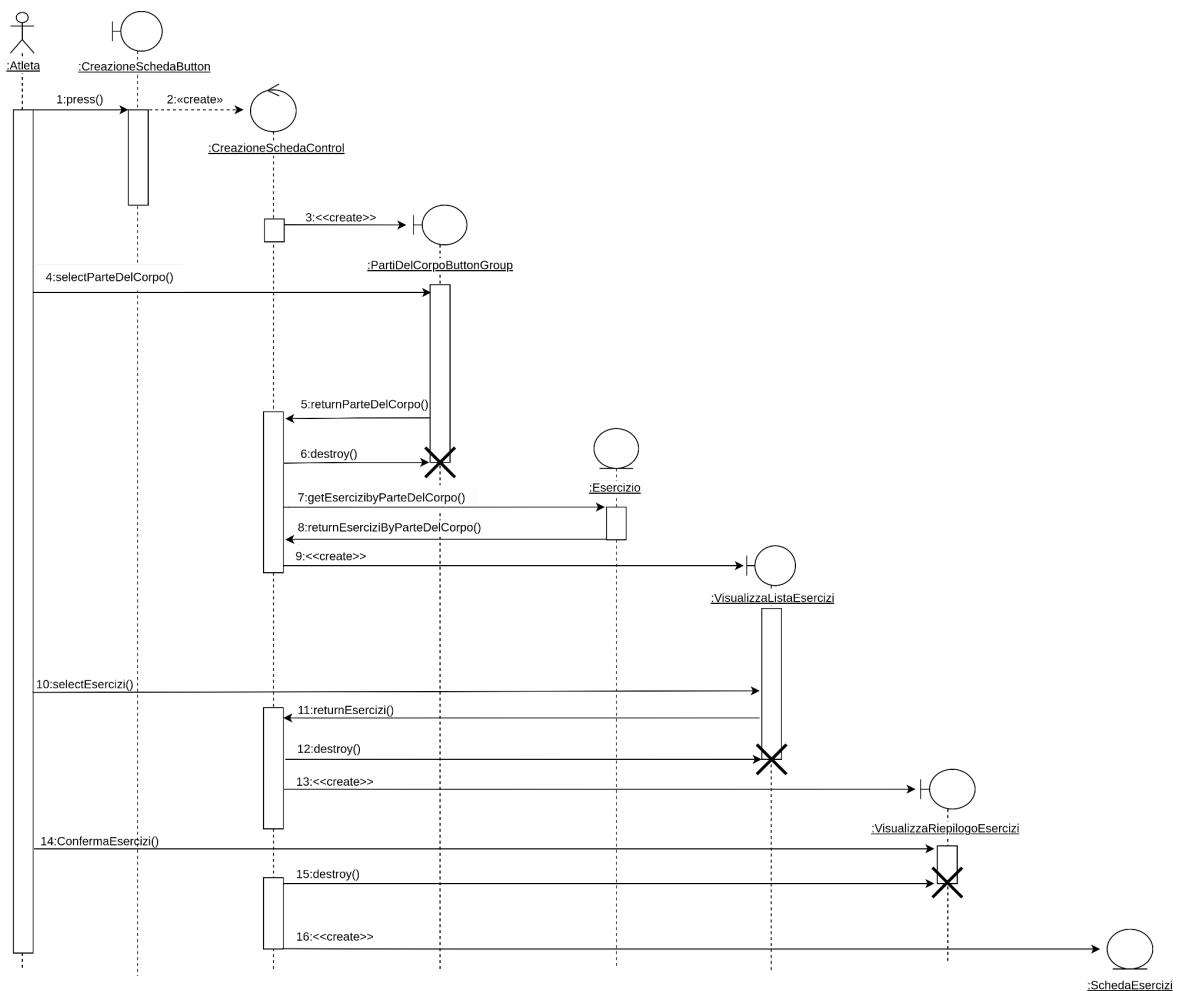 :Atleta
:CreazioneSchedaButton
1:press()
2:«create»
:CreazioneSchedaControl
3:<<create>>
:PartiDelCorpoButtonGroup
4:selectParteDelCorpo()
5:returnParteDelCorpo()
6:destroy()
:Esercizio
7:getEsercizibyParteDelCorpo()
8:returnEserciziByParteDelCorpo()
9:<<create>>
:VisualizzaListaEsercizi
10:selectEsercizi()
11:returnEsercizi()
12:destroy()
13:<<create>>
:VisualizzaRiepilogoEsercizi
14:ConfermaEsercizi()
15:destroy()
16:<<create>>
:SchedaEsercizi